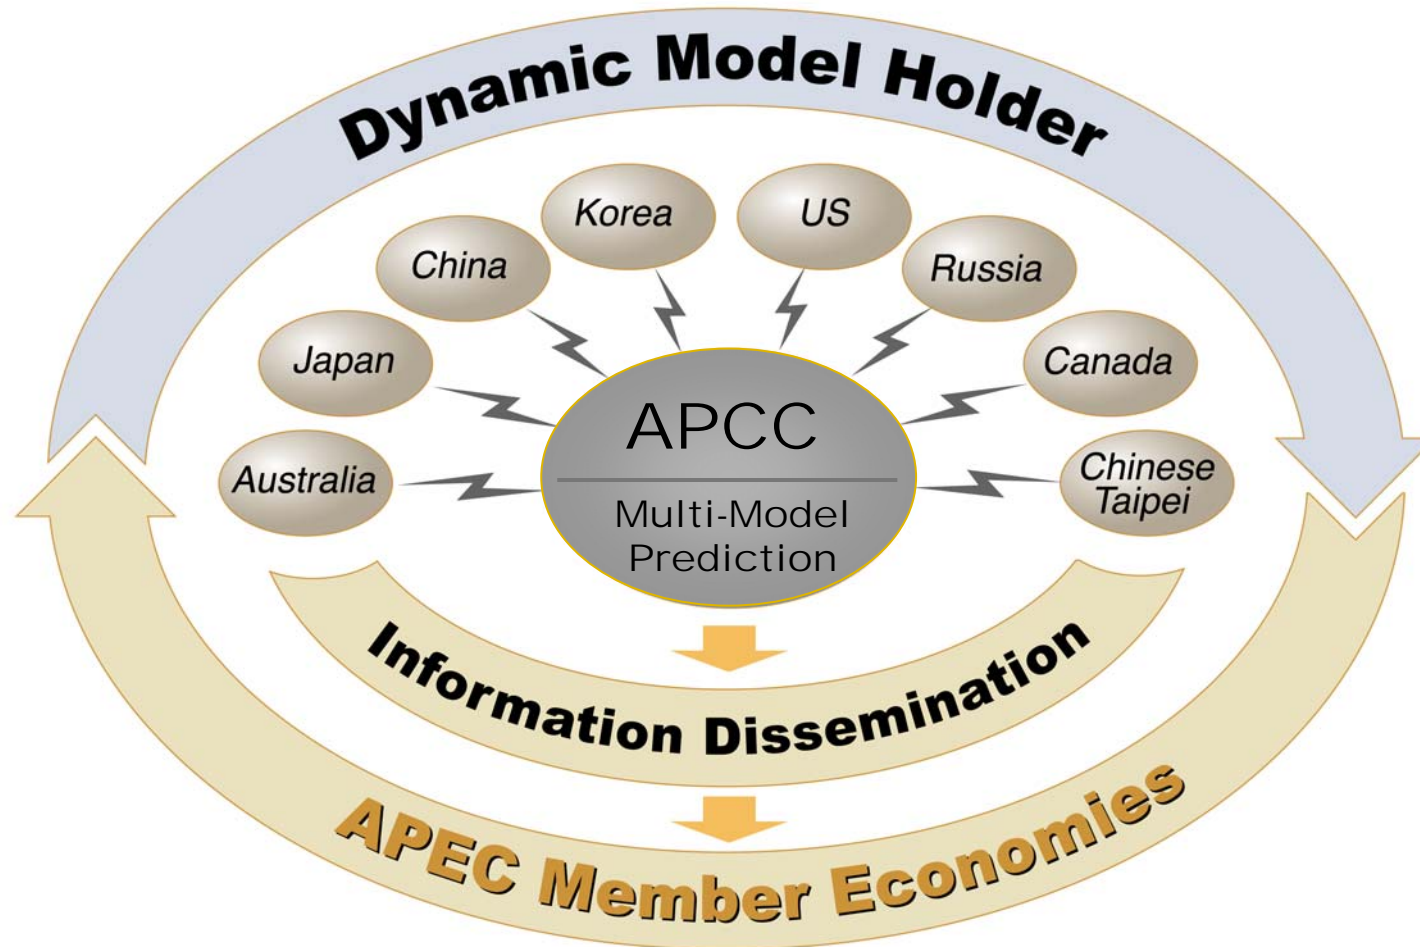 Dynamic Model Holder
Korea
US
China
Russia
Japan
Canada
Australia
Chinese
Taipei
APCC
Multi-Model
Prediction
Information Dissemination
APEC Member Economies